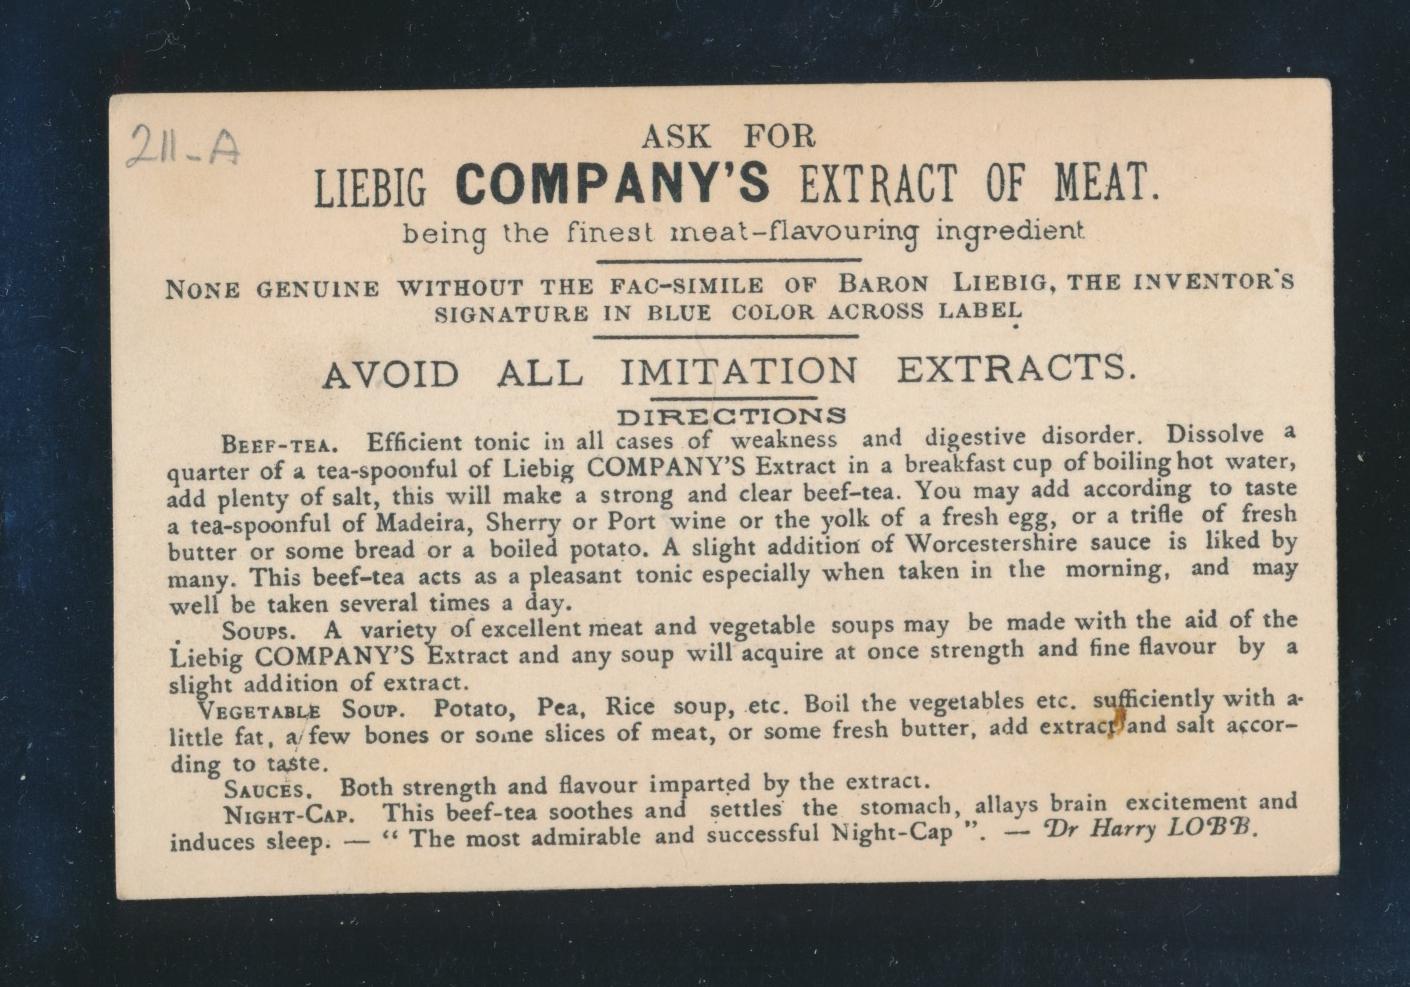 211-A
ASK FOR
LIEBIG COMPANY'S EXTRACT OF MEAT.
being the finest meat-flavouring ingredient
NONE GENUINE WITHOUT THE FAC-SIMILE OF BARON LIEBIG, THE INVENTOR'S
SIGNATURE IN BLUE COLOR ACROSS LABEL
AVOID ALL IMITATION EXTRACTS.
DIRECTIONS
BEEF-TEA. Efficient tonic in all cases of weakness and digestive disorder. Dissolve a
quarter of a tea-spoonful of Liebig COMPANY'S Extract in a breakfast cup of boiling hot water,
add plenty of salt, this will make a strong and clear beef-tea. You may add according to taste
a tea-spoonful of Madeira, Sherry or Port wine or the yolk of a fresh egg, or a trifle of fresh
butter or some bread or a boiled potato. A slight addition of Worcestershire sauce is liked by
many. This beef-tea acts as a pleasant tonic especially when taken in the morning, and may
well be taken several times a day.
SOUPS. A variety of excellent meat and vegetable soups may be made with the aid of the
Liebig COMPANY'S Extract and any soup will acquire at once strength and fine flavour by a
slight addition of extract.
VEGETABLE SOUP. Potato, Pea, Rice soup, etc. Boil the vegetables etc. sufficiently with a
little fat, a few bones or some slices of meat, or some fresh butter, add extract and salt accor-
ding to taste.
SAUCES. Both strength and flavour imparted by the extract.
NIGHT-CAP. This beef-tea soothes and settles the stomach, allays brain excitement and
induces sleep. — “ The most admirable and successful Night-Cap ”. — Dr Harry LOBB.